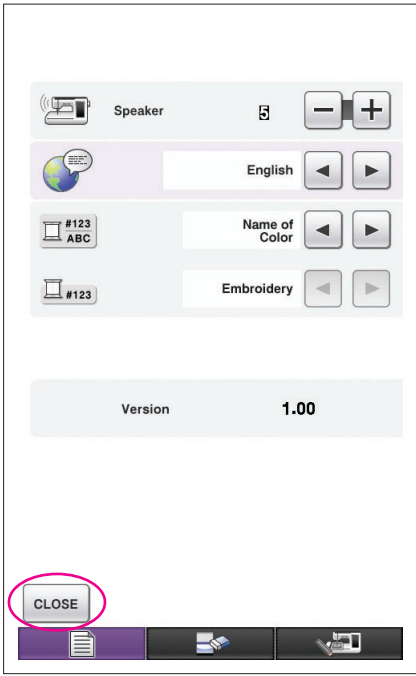 Speaker 5 − +
English
#123
ABC
Name of
Color
#123
Embroidery
Version 1.00
CLOSE